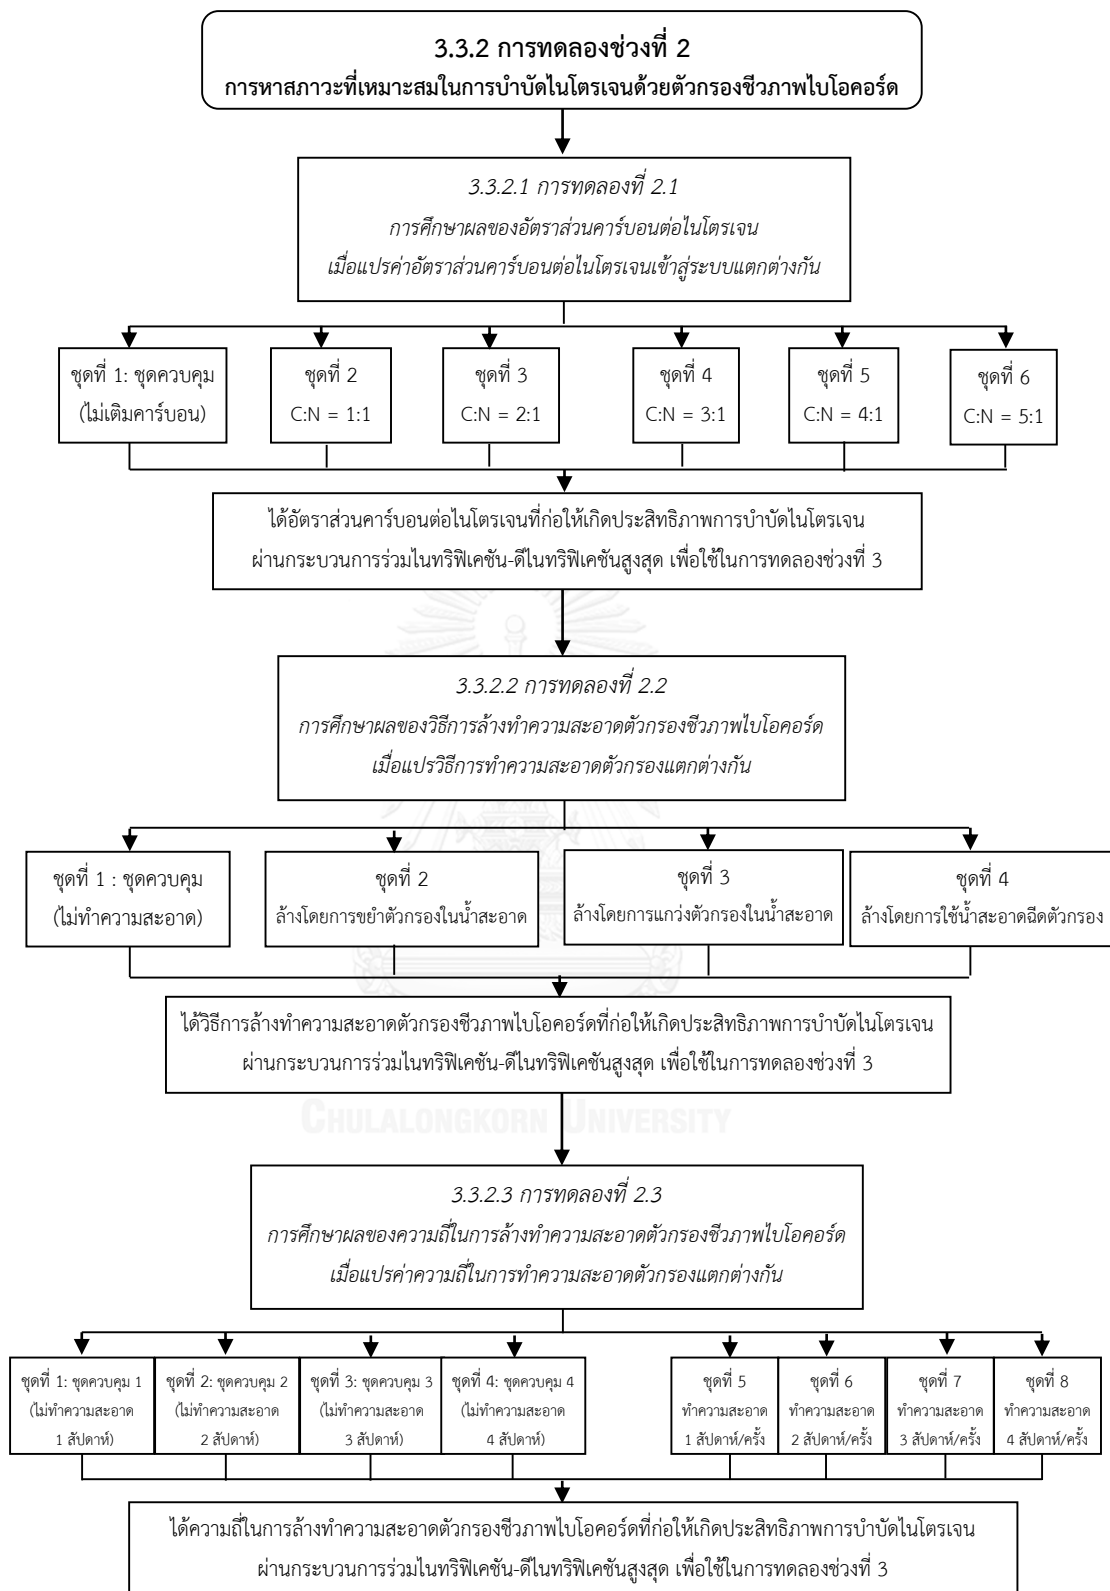 3.3.2 การทดลองช่วงที่ 2
การหาสภาวะที่เหมาะสมในการบำบัดไนโตรเจนด้วยตัวกรองชีวภาพไบโอคอร์ด
3.3.2.1 การทดลองที่ 2.1
การศึกษาผลของอัตราส่วนคาร์บอนต่อไนโตรเจน
เมื่อแปรค่าอัตราส่วนคาร์บอนต่อไนโตรเจนเข้าสู่ระบบแตกต่างกัน
ชุดที่ 1: ชุดควบคุม
(ไม่เติมคาร์บอน)
ชุดที่ 2
C:N = 1:1
ชุดที่ 3
C:N = 2:1
ชุดที่ 4
C:N = 3:1
ชุดที่ 5
C:N = 4:1
ชุดที่ 6
C:N = 5:1
ได้อัตราส่วนคาร์บอนต่อไนโตรเจนที่ก่อให้เกิดประสิทธิภาพการบำบัดไนโตรเจน
ผ่านกระบวนการร่วมไนทริฟิเคชัน-ดีไนทริฟิเคชันสูงสุด เพื่อใช้ในการทดลองช่วงที่ 3
3.3.2.2 การทดลองที่ 2.2
การศึกษาผลของวิธีการล้างทำความสะอาดตัวกรองชีวภาพไบโอคอร์ด
เมื่อแปรวิธีการทำความสะอาดตัวกรองแตกต่างกัน
ชุดที่ 1 : ชุดควบคุม
(ไม่ทำความสะอาด)
ชุดที่ 2
ล้างโดยการขยำตัวกรองในน้ำสะอาด
ชุดที่ 3
ล้างโดยการแกว่งตัวกรองในน้ำสะอาด
ชุดที่ 4
ล้างโดยการใช้น้ำสะอาดฉีดตัวกรอง
ได้วิธีการล้างทำความสะอาดตัวกรองชีวภาพไบโอคอร์ดที่ก่อให้เกิดประสิทธิภาพการบำบัดไนโตรเจน
ผ่านกระบวนการร่วมไนทริฟิเคชัน-ดีไนทริฟิเคชันสูงสุด เพื่อใช้ในการทดลองช่วงที่ 3
CHULALONGKORN UNIVERSITY
3.3.2.3 การทดลองที่ 2.3
การศึกษาผลของความถี่ในการล้างทำความสะอาดตัวกรองชีวภาพไบโอคอร์ด
เมื่อแปรค่าความถี่ในการทำความสะอาดตัวกรองแตกต่างกัน
ชุดที่ 1: ชุดควบคุม 1
(ไม่ทำความสะอาด
1 สัปดาห์)
ชุดที่ 2: ชุดควบคุม 2
(ไม่ทำความสะอาด
2 สัปดาห์)
ชุดที่ 3: ชุดควบคุม 3
(ไม่ทำความสะอาด
3 สัปดาห์)
ชุดที่ 4: ชุดควบคุม 4
(ไม่ทำความสะอาด
4 สัปดาห์)
ชุดที่ 5
ทำความสะอาด
1 สัปดาห์/ครั้ง
ชุดที่ 6
ทำความสะอาด
2 สัปดาห์/ครั้ง
ชุดที่ 7
ทำความสะอาด
3 สัปดาห์/ครั้ง
ชุดที่ 8
ทำความสะอาด
4 สัปดาห์/ครั้ง
ได้ความถี่ในการล้างทำความสะอาดตัวกรองชีวภาพไบโอคอร์ดที่ก่อให้เกิดประสิทธิภาพการบำบัดไนโตรเจน
ผ่านกระบวนการร่วมไนทริฟิเคชัน-ดีไนทริฟิเคชันสูงสุด เพื่อใช้ในการทดลองช่วงที่ 3